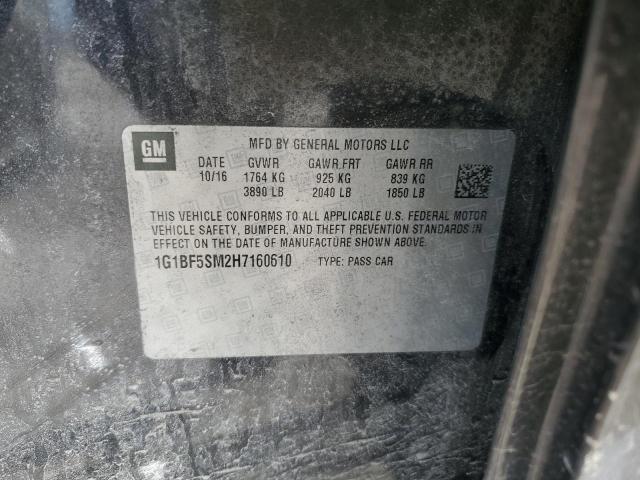 GM
MFD BY GENERAL MOTORS LLC
DATE GVWR GAWR FRT GAWR RR
10/16 1764 KG 925 KG 839 KG
3890 LB 2040 LB 1850 LB
THIS VEHICLE CONFORMS TO ALL APPLICABLE U.S. FEDERAL MOTOR
VEHICLE SAFETY, BUMPER, AND THEFT PREVENTION STANDARDS IN
EFFECT ON THE DATE OF MANUFACTURE SHOWN ABOVE.
1G1BF5SM2H7160610 TYPE: PASS CAR